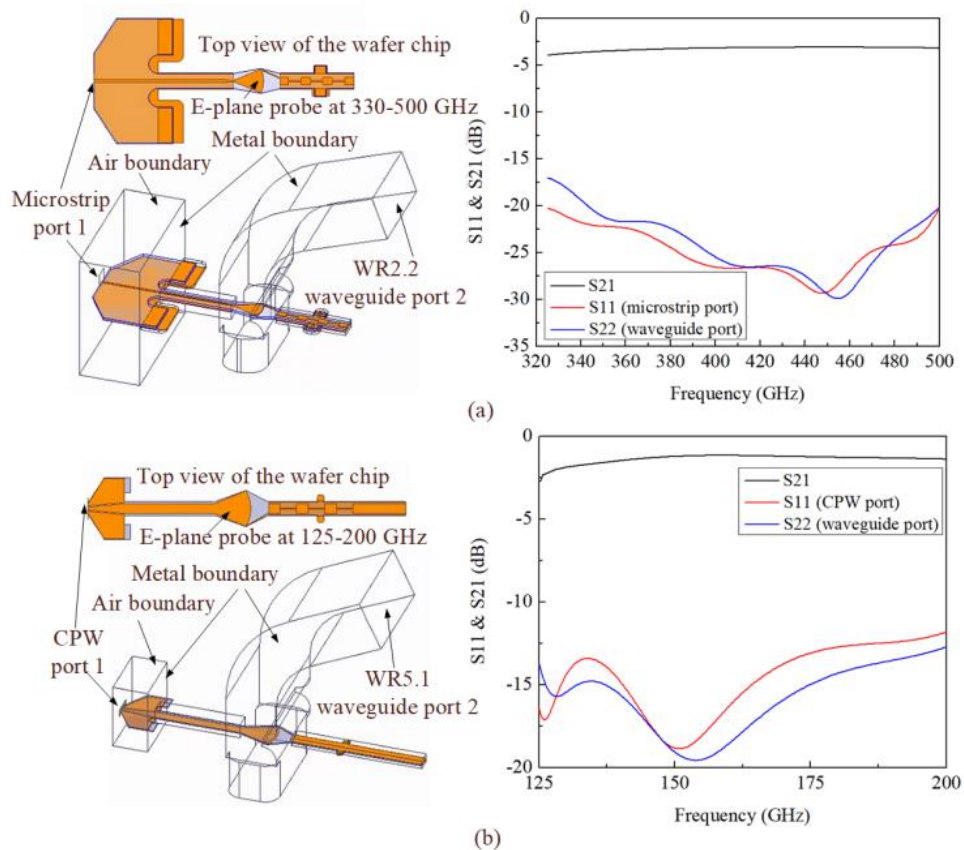 Top view of the wafer chip
E-plane probe at 330-500 GHz
Metal boundary
Air boundary
Microstrip
port 1
WR2.2
waveguide port 2
0
-5
-10
-15
-20
-25
-30
-35
S11 & S21 (dB)
S21
S11 (microstrip port)
S22 (waveguide port)
320 340 360 380 400 420 440 460 480 500
Frequency (GHz)
(a)
Top view of the wafer chip
E-plane probe at 125-200 GHz
Metal boundary
Air boundary
CPW
port 1
WR5.1
waveguide port 2
0
-5
-10
-15
-20
S11 & S21 (dB)
S21
S11 (CPW port)
S22 (waveguide port)
125 150 175 200
Frequency (GHz)
(b)